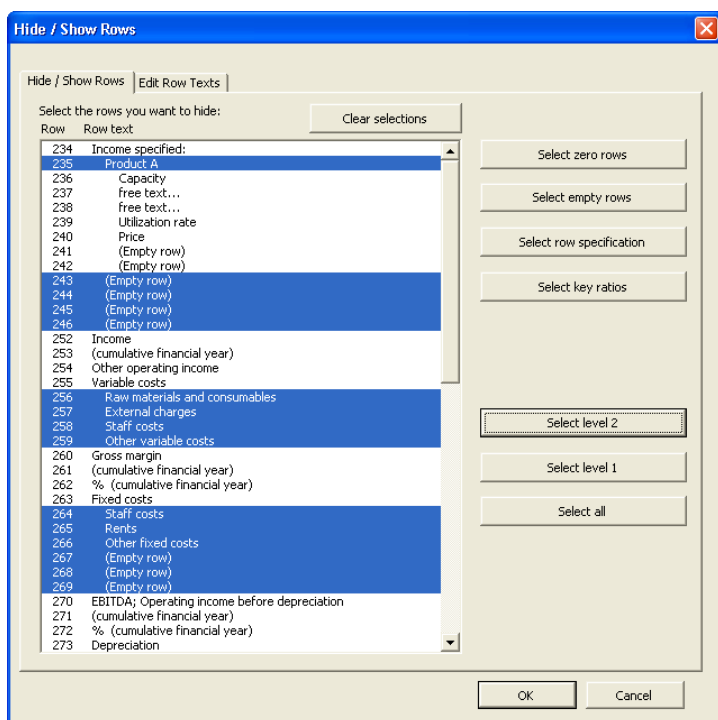 Hide / Show Rows
Hide / Show Rows Edit Row Texts
Select the rows you want to hide:
Clear selections
Row Row text
234 Income specified:
235 Product A
236 Capacity
237 free text...
238 free text...
239 Utilization rate
240 Price
241 (Empty row)
242 (Empty row)
243 (Empty row)
244 (Empty row)
245 (Empty row)
246 (Empty row)
252 Income
253 (cumulative financial year)
254 Other operating income
255 Variable costs
256 Raw materials and consumables
257 External charges
258 Staff costs
259 Other variable costs
260 Gross margin
261 (cumulative financial year)
262 % (cumulative financial year)
263 Fixed costs
264 Staff costs
265 Rents
266 Other fixed costs
267 (Empty row)
268 (Empty row)
269 (Empty row)
270 EBITDA; Operating income before depreciation
271 (cumulative financial year)
272 % (cumulative financial year)
273 Depreciation
Select zero rows
Select empty rows
Select row specification
Select key ratios
Select level 2
Select level 1
Select all
OK Cancel